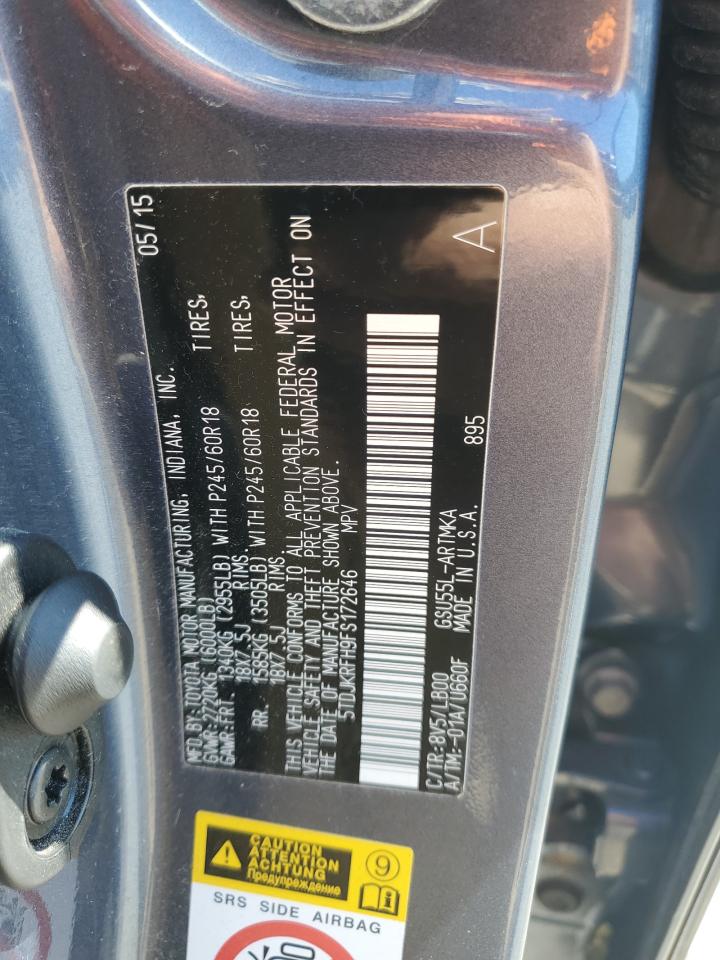 MFD.BY:TOYOTA MOTOR MANUFACTURING, INDIANA, INC. 05/15
GVWR:2720KG (6000LB)
GAWR:FRT. 1340KG (2955LB) WITH P245/60R18 TIRES,
18X7.5J RIMS.
RR. 1585KG (3505LB) WITH P245/60R18 TIRES,
18X7.5J RIMS.
THIS VEHICLE CONFORMS TO ALL APPLICABLE FEDERAL MOTOR
VEHICLE SAFETY AND THEFT PREVENTION STANDARDS IN EFFECT ON
THE DATE OF MANUFACTURE SHOWN ABOVE.
5TDJKRFH9FS172646 MPV
C/TR:8V5/LB00 GSU55L-ARTMKA 895
A/TM:-01A/U660F MADE IN U.S.A.
A
CAUTION
ATTENTION
ACHTUNG
Предупреждение
9
SRS SIDE AIRBAG